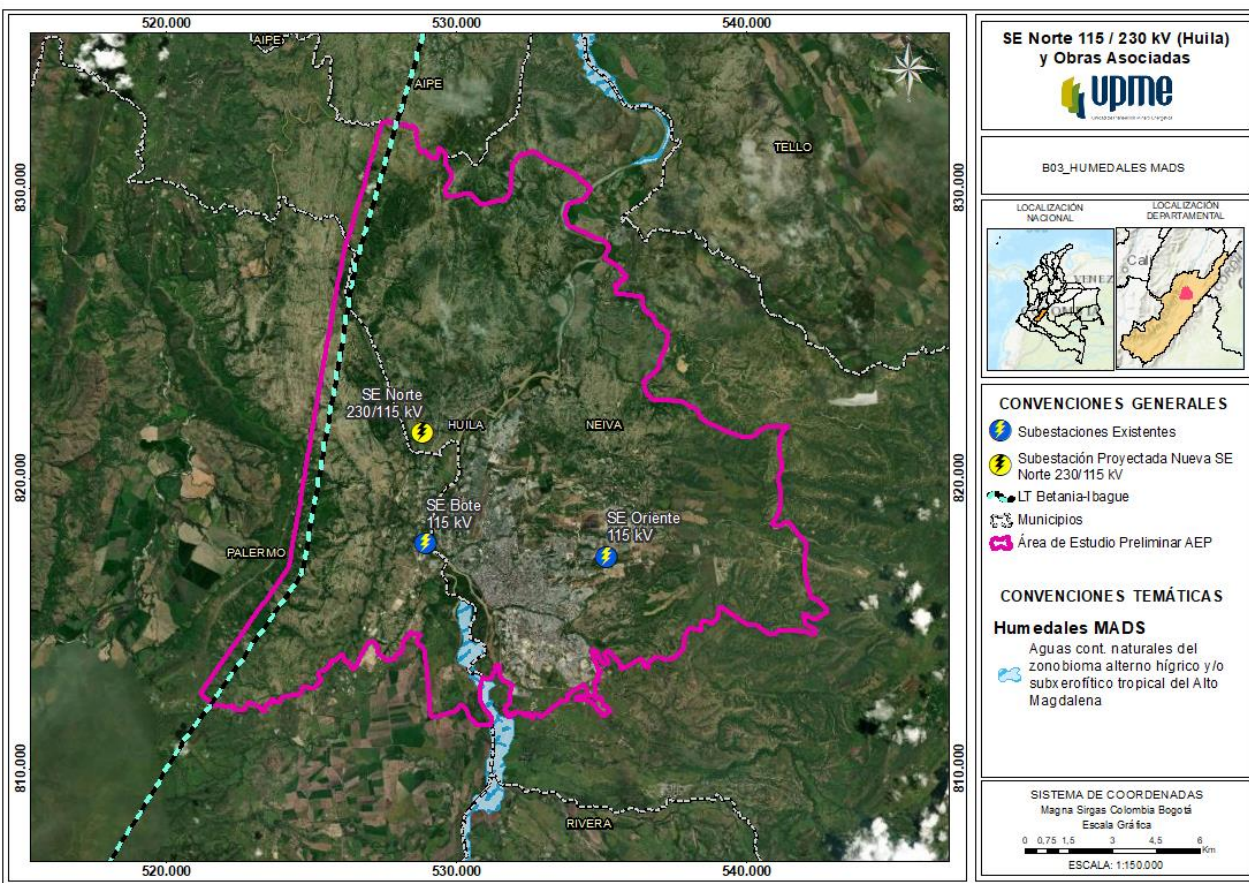 520.000
530.000
540.000
AIPE
AIPE
TELLO
830.000
830.000
SE Norte
230/115 kV
HUILA
NEIVA
820.000
820.000
SE Bote
115 kV
SE Oriente
115 kV
PALERMO
810.000
810.000
RIVERA
520.000
530.000
540.000
SE Norte 115 / 230 kV (Huila)
y Obras Asociadas
upme
B03_HUMEDALES MADS
LOCALIZACIÓN
NACIONAL
LOCALIZACIÓN
DEPARTAMENTAL
VENEZ
Cali
CONVENCIONES GENERALES
Subestaciones Existentes
Subestación Proyectada Nueva SE
Norte 230/115 kV
LT Betania-Ibague
Municipios
Área de Estudio Preliminar AEP
CONVENCIONES TEMÁTICAS
Humedales MADS
Aguas cont. naturales del
zonobioma alterno hígrico y/o
subxerofítico tropical del Alto
Magdalena
SISTEMA DE COORDENADAS
Magna Sirgas Colombia Bogotá
Escala Gráfica
0 0,75 1,5 3 4,5 6
Km
ESCALA: 1:150.000